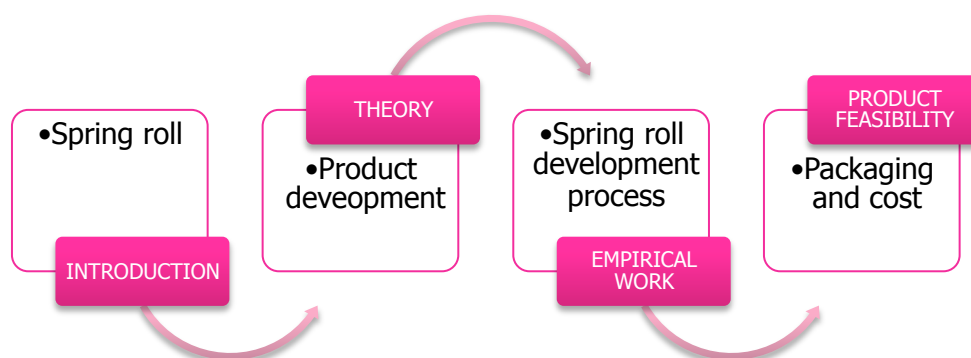 •Spring roll
INTRODUCTION
THEORY
•Product
deveopment
•Spring roll
development
process
EMPIRICAL
WORK
PRODUCT
FEASIBILITY
•Packaging
and cost